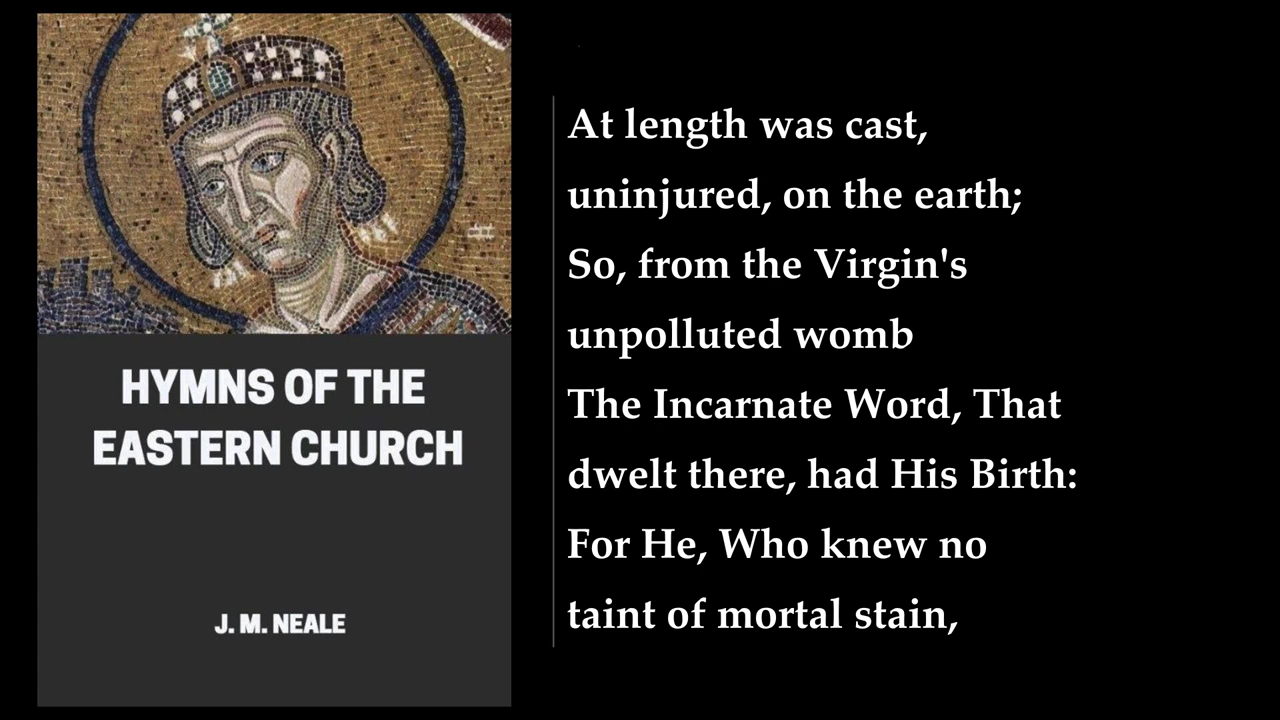 HYMNS OF THE
EASTERN CHURCH
J. M. NEALE
At length was cast,
uninjured, on the earth;
So, from the Virgin's
unpolluted womb
The Incarnate Word, That
dwelt there, had His Birth:
For He, Who knew no
taint of mortal stain,